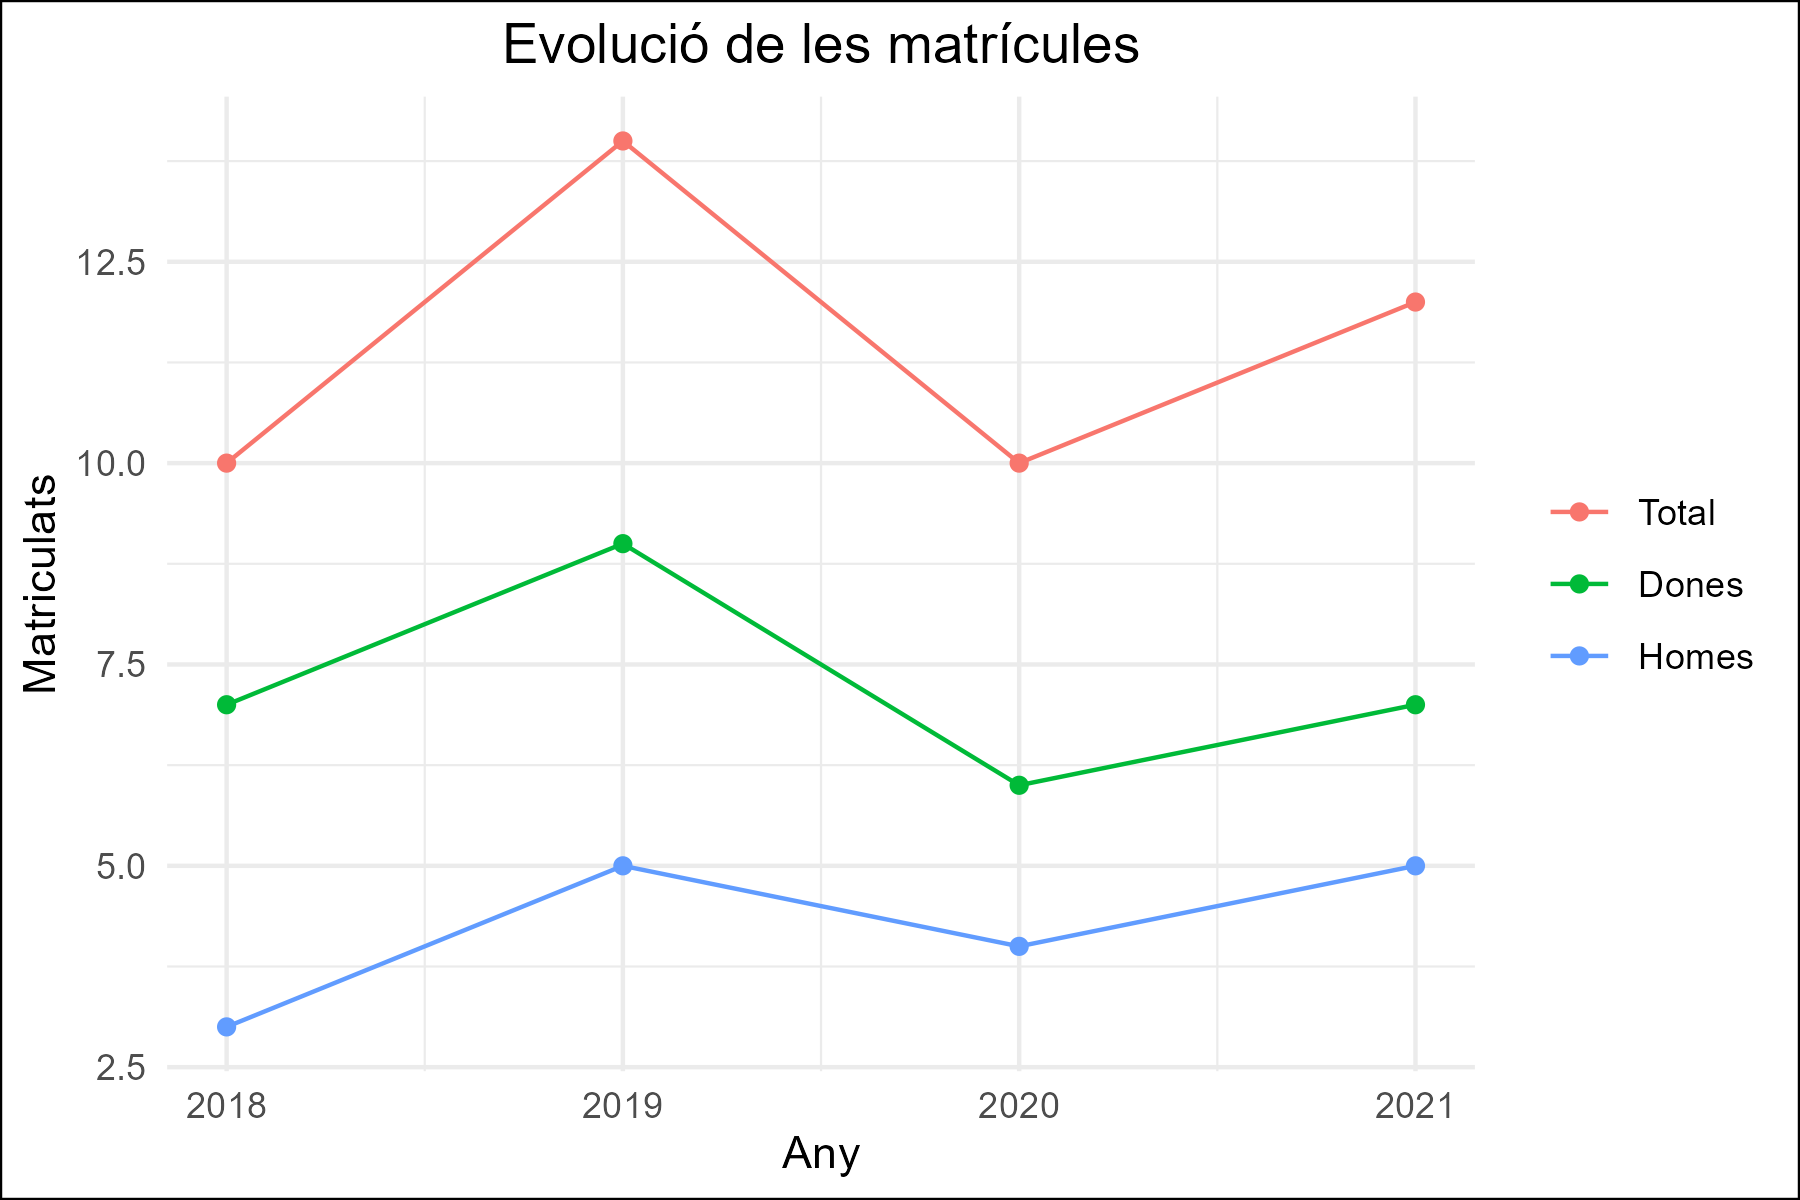 Evolució de les matrícules
Matriculats
12.5
10.0
7.5
5.0
2.5
2018 2019 2020 2021
Any
Total
Dones
Homes